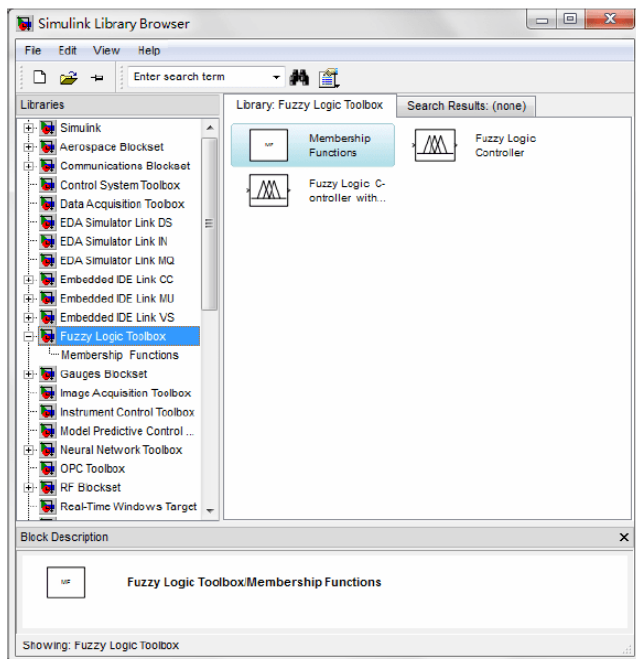 Simulink Library Browser
File Edit View Help
Enter search term
Libraries
Library: Fuzzy Logic Toolbox
Search Results: (none)
Simulink
Aerospace Blockset
Communications Blockset
Control System Toolbox
Data Acquisition Toolbox
EDA Simulator Link DS
EDA Simulator Link IN
EDA Simulator Link MQ
Embedded IDE Link CC
Embedded IDE Link MU
Embedded IDE Link VS
Fuzzy Logic Toolbox
Membership Functions
Gauges Blockset
Image Acquisition Toolbox
Instrument Control Toolbox
Model Predictive Control ...
Neural Network Toolbox
OPC Toolbox
RF Blockset
Real-Time Windows Target
MF
Membership
Functions
Fuzzy Logic
Controller
Fuzzy Logic C-
ontroller with...
Block Description
MF
Fuzzy Logic Toolbox/Membership Functions
Showing: Fuzzy Logic Toolbox